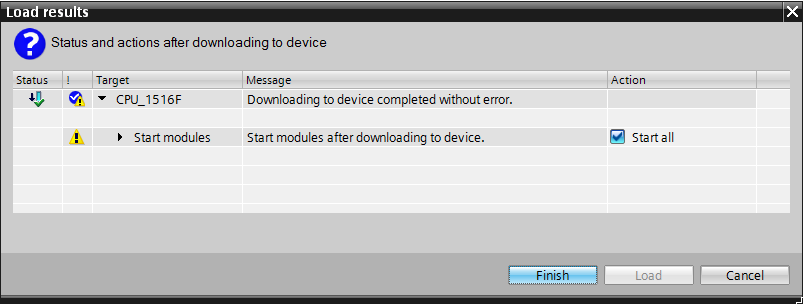 Load results
Status and actions after downloading to device
Status ! Target Message Action
CPU_1516F Downloading to device completed without error.
Start modules Start modules after downloading to device. Start all
Finish Load Cancel